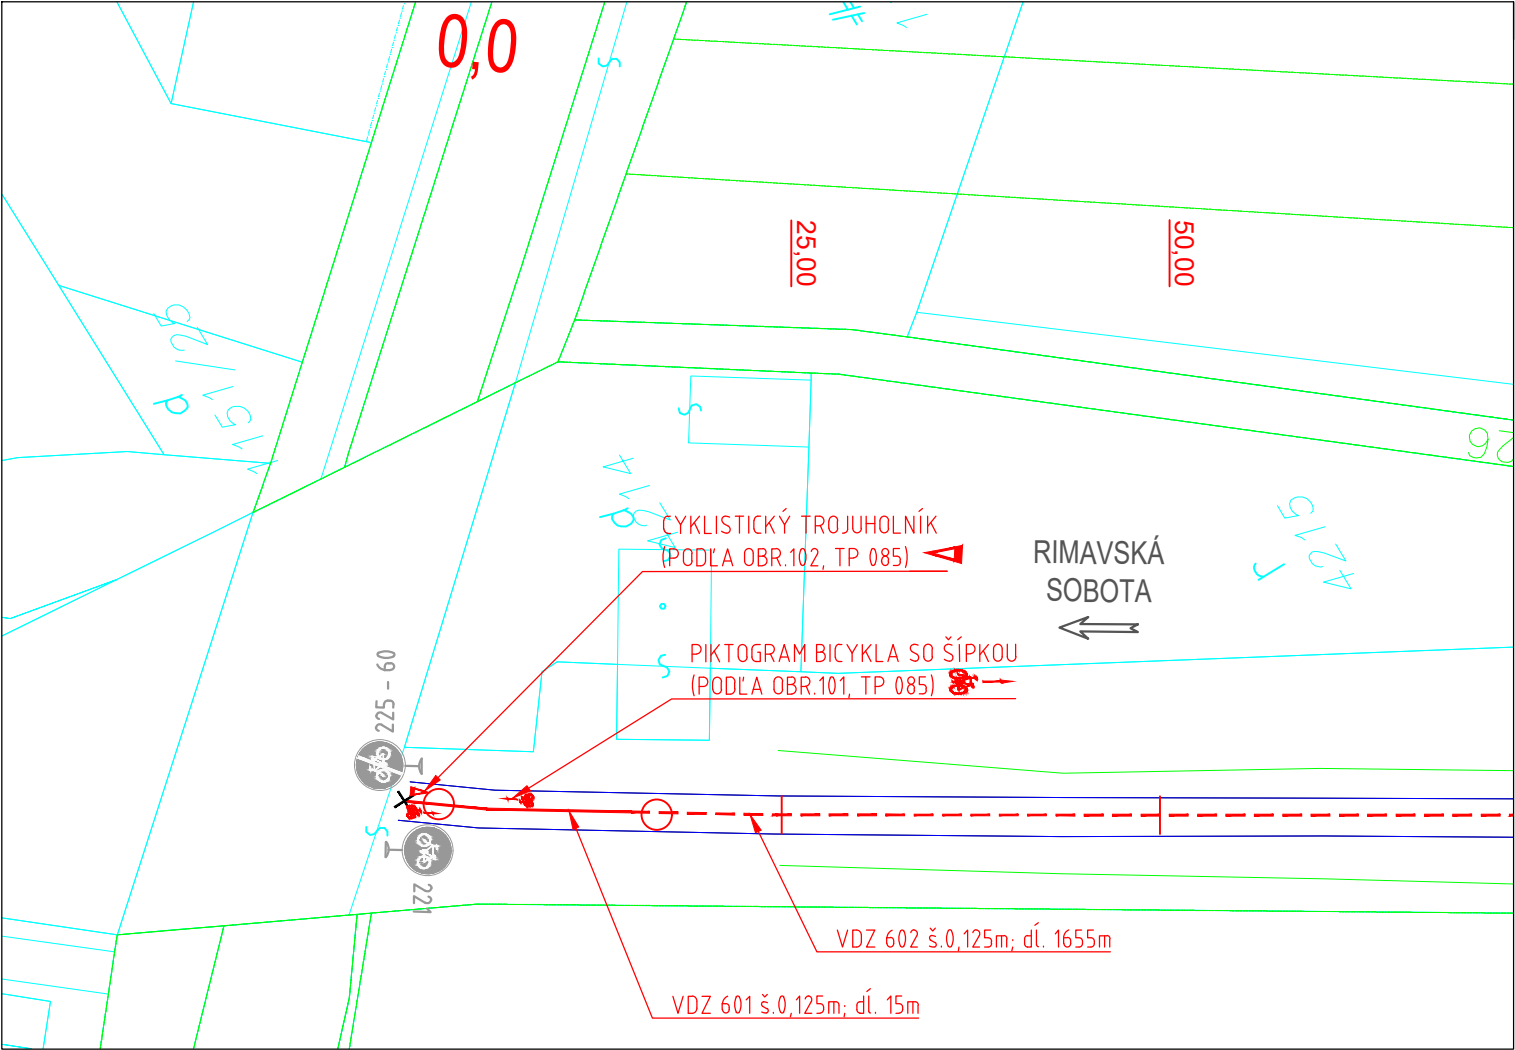 0,0
25,00
50,00
CYKLISTICKÝ TROJUHOLNÍK
(PODĽA OBR.102, TP 085)
RIMAVSKÁ
SOBOTA
PIKTOGRAM BICYKLA SO ŠÍPKOU
(PODĽA OBR.101, TP 085)
225 - 60
221
VDZ 602 š.0,125m; dĺ. 1655m
VDZ 601 š.0,125m; dĺ. 15m
4215
26